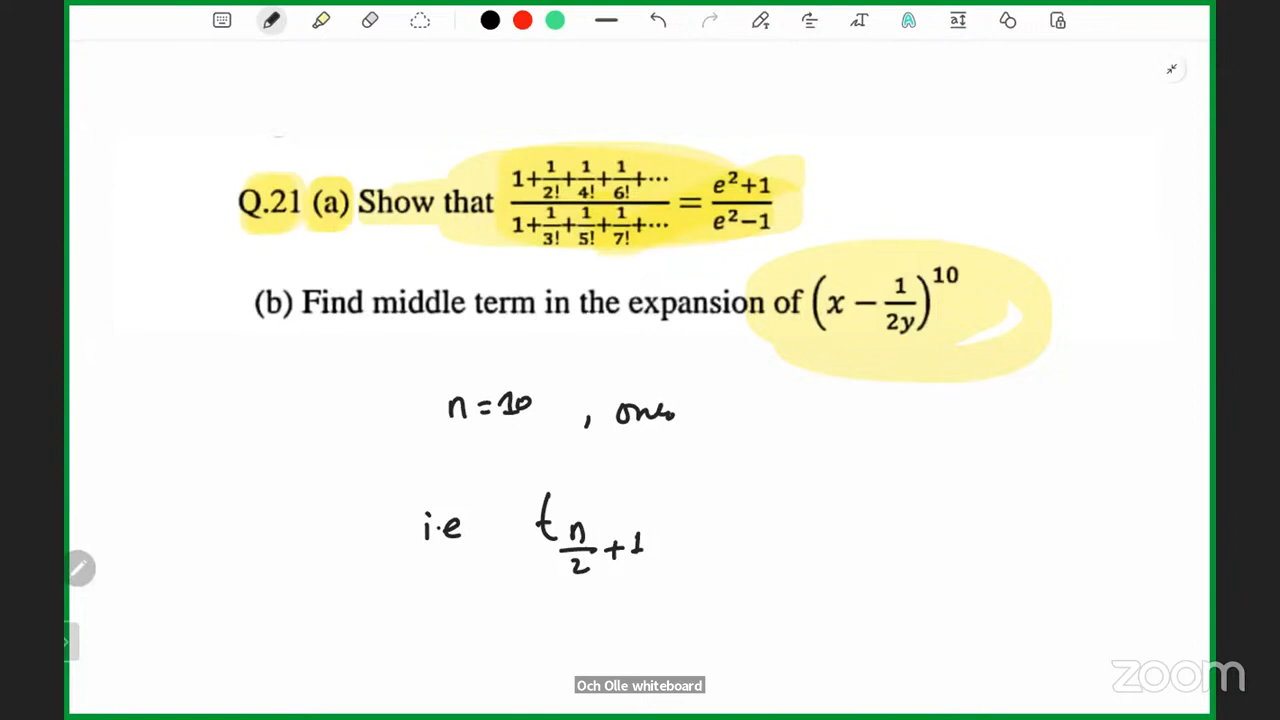 Q.21 (a) Show that (1+1/2!+1/4!+1/6!+⋯)/(1+1/3!+1/5!+1/7!+⋯) = (e²+1)/(e²−1)
(b) Find middle term in the expansion of (x − 1/2y)¹⁰
n = 10 , one
i.e t n/2 + 1
Och Olle whiteboard
zoom